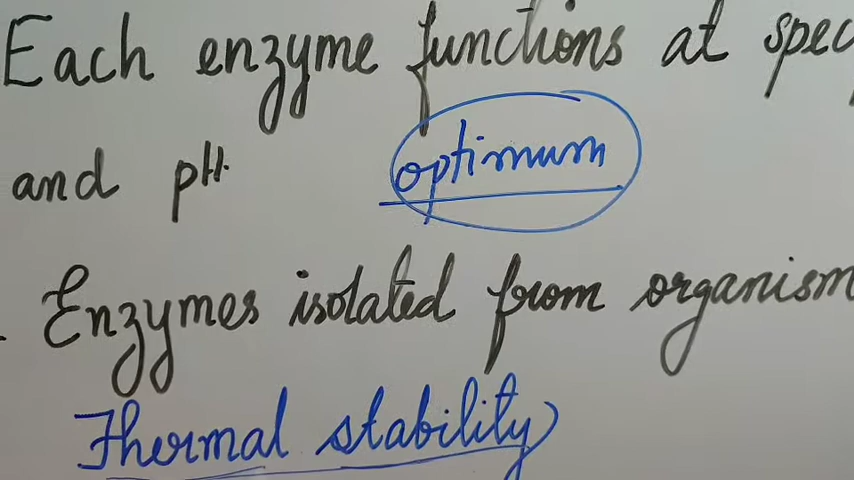 Each enzyme functions at spec
and pH.
optimum
Enzymes isolated from organism
Thermal stability